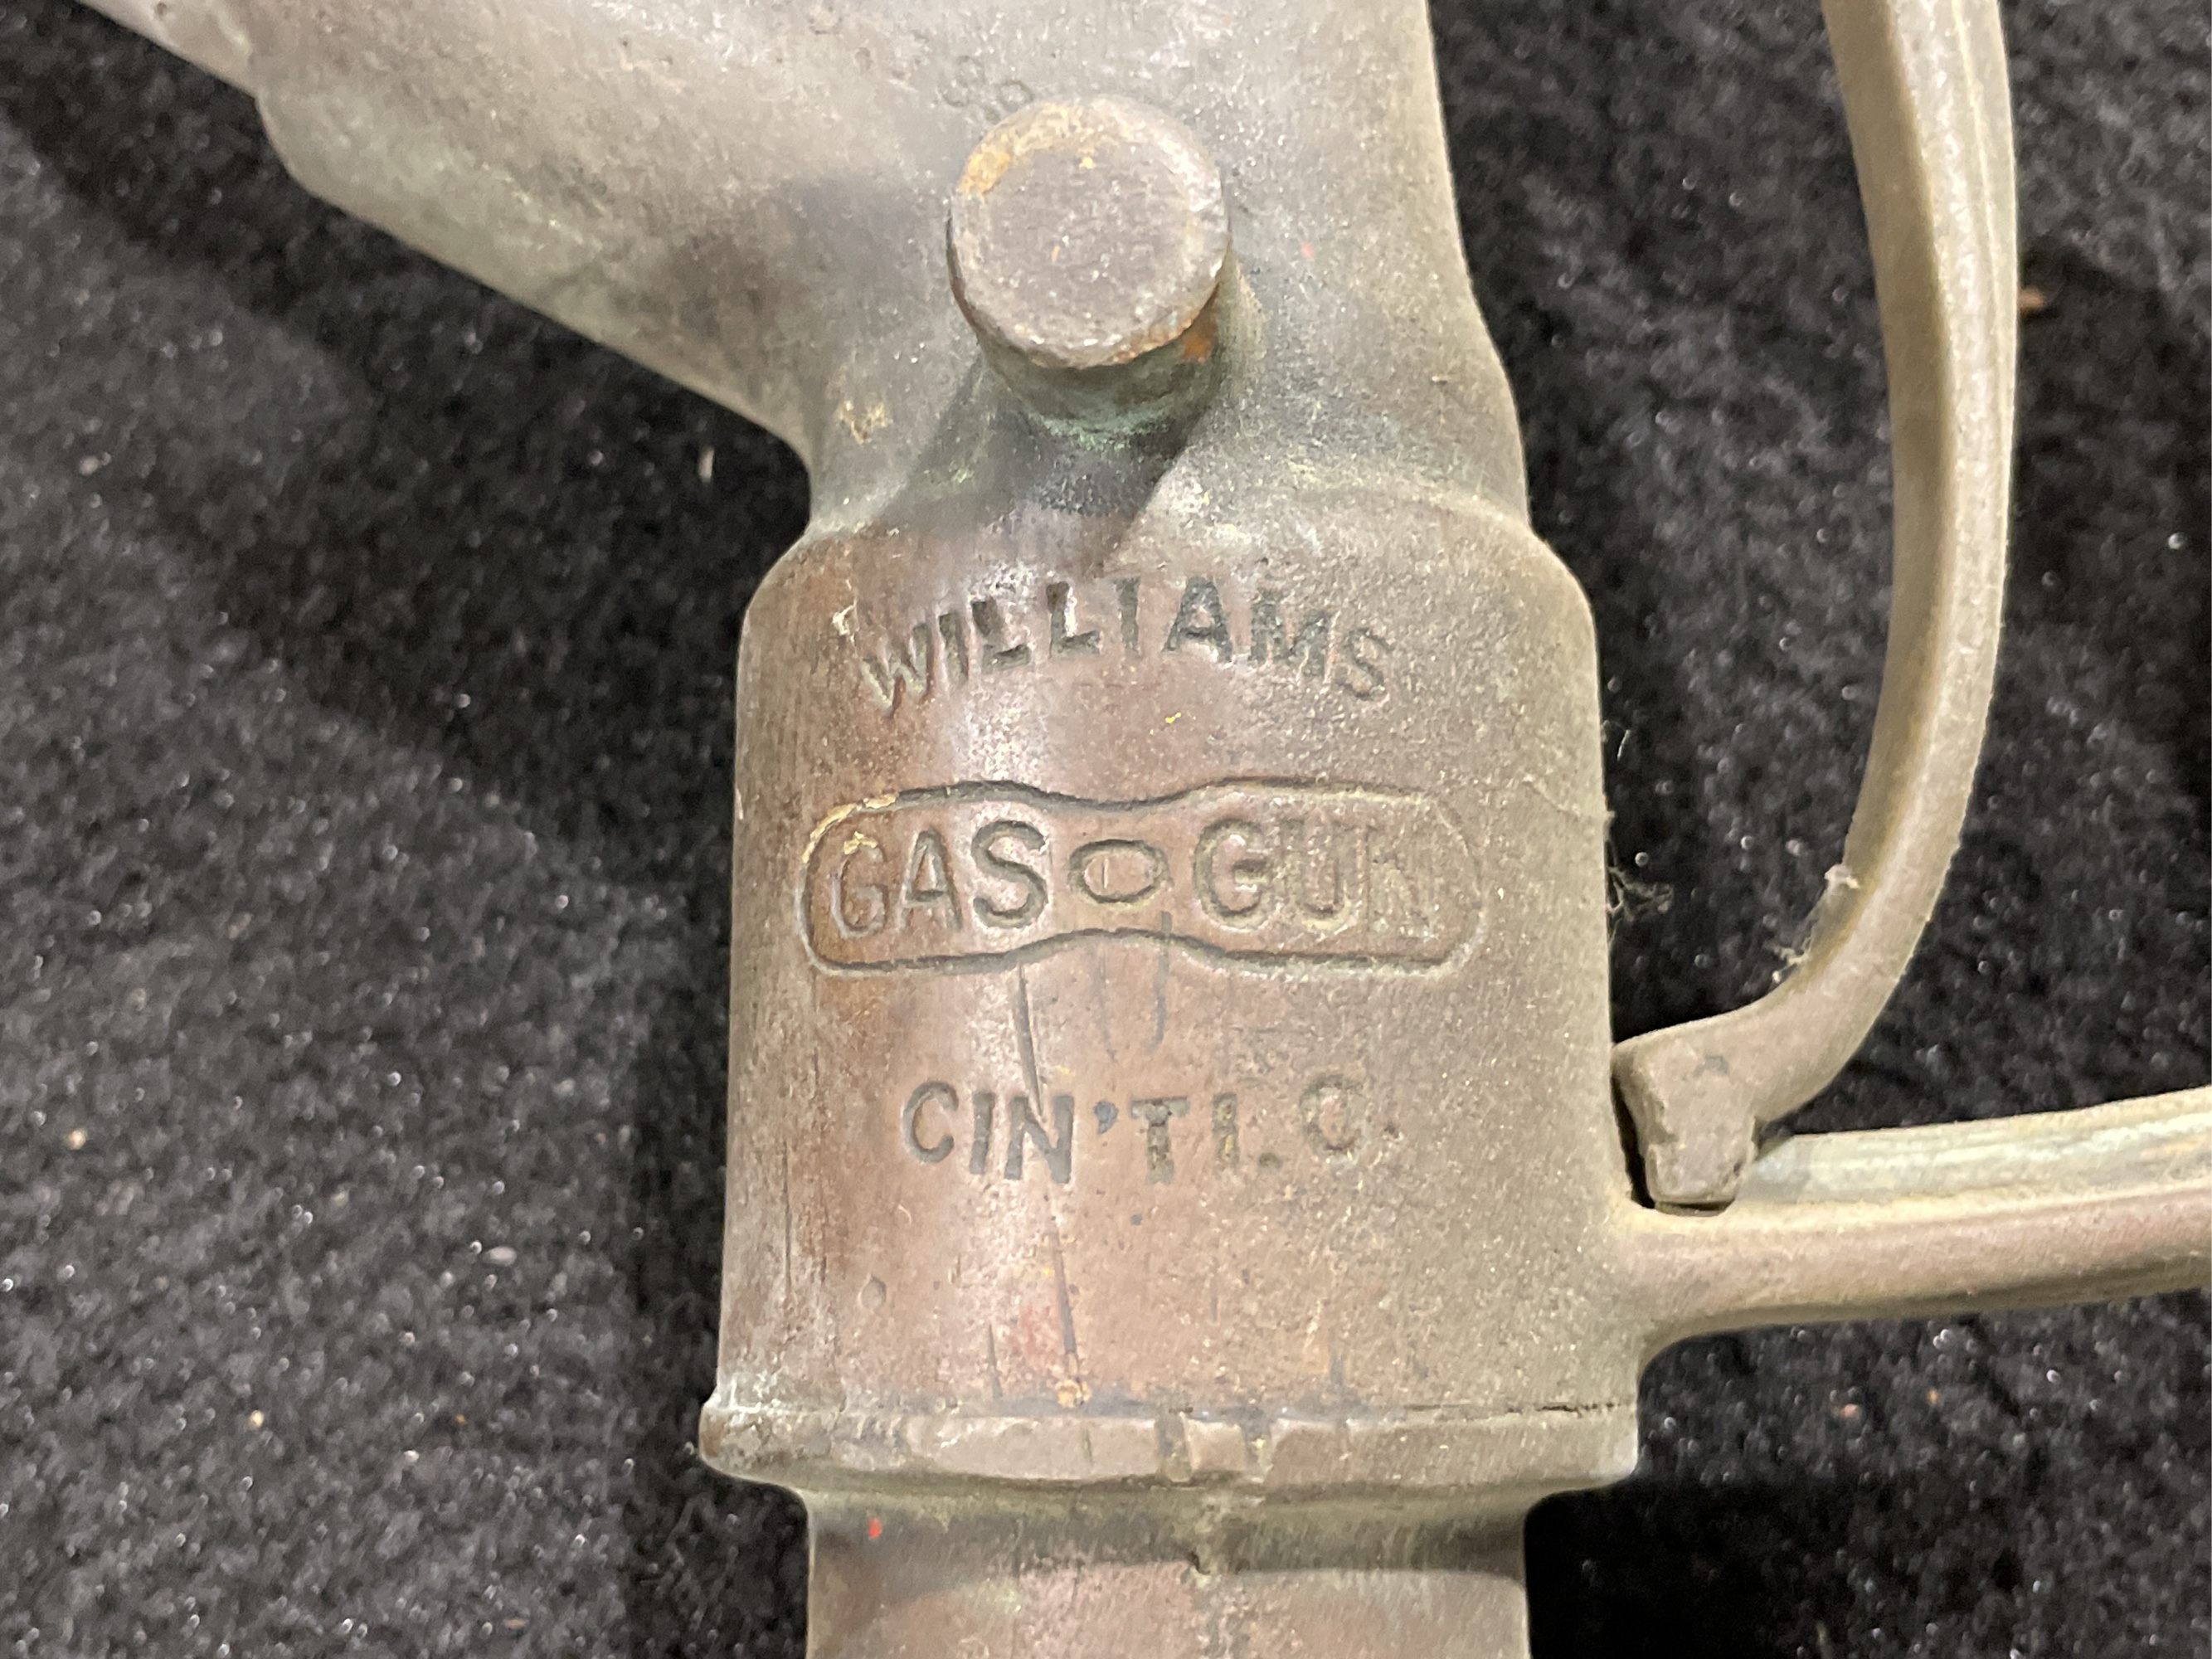 WILLIAMS
GAS-O-GUN
CIN'TI. O.